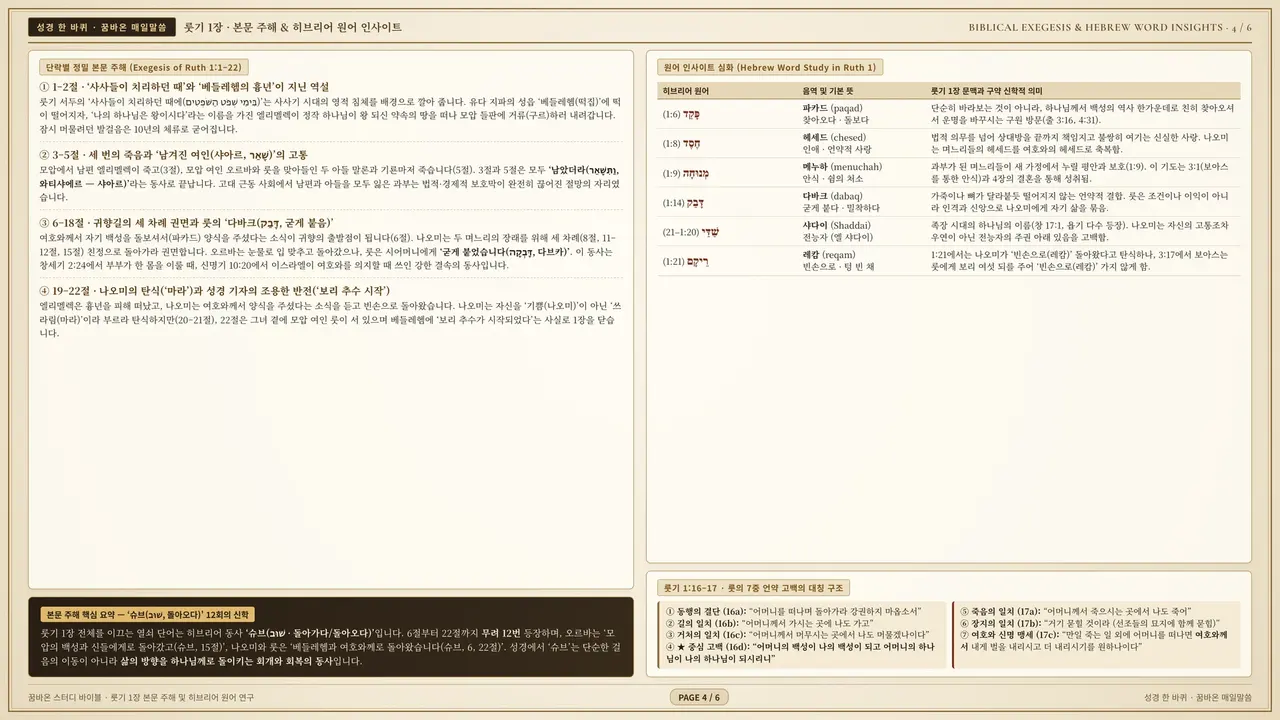 성경 한 바퀴 · 꿈바온 매일말씀
룻기 1장 · 본문 주해 & 히브리어 원어 인사이트
BIBLICAL EXEGESIS & HEBREW WORD INSIGHTS · 4 / 6
단락별 정밀 본문 주해 (Exegesis of Ruth 1:1–22)
① 1–2절 · ‘사사들이 치리하던 때’와 ‘베들레헴의 흉년’이 지닌 역설
룻기 서두의 ‘사사들이 치리하던 때에(בִּימֵי שְׁפֹט הַשֹּׁפְטִים)’는 사사기 시대의 영적 침체를 배경으로 깔아 줍니다. 유다 지파의 성읍 ‘베들레헴(떡집)’에 떡
이 떨어지자, ‘나의 하나님은 왕이시다’라는 이름을 가진 엘리멜렉이 정작 하나님이 왕 되신 약속의 땅을 떠나 모압 들판에 거류(구르)하러 내려갑니다.
잠시 머물려던 발걸음은 10년의 체류로 굳어집니다.
② 3–5절 · 세 번의 죽음과 ‘남겨진 여인(샤아르, שָׁאַר)’의 고통
모압에서 남편 엘리멜렉이 죽고(3절), 모압 여인 오르바와 룻을 맞아들인 두 아들 말론과 기룐마저 죽습니다(5절). 3절과 5절은 모두 ‘남았더라(וַתִּשָּׁאֵר,
와티샤에르 — 샤아르)’라는 동사로 끝납니다. 고대 근동 사회에서 남편과 아들을 모두 잃은 과부는 법적·경제적 보호막이 완전히 끊어진 절망의 자리였
습니다.
③ 6–18절 · 귀향길의 세 차례 권면과 룻의 ‘다바크(דָּבַק, 굳게 붙음)’
여호와께서 자기 백성을 돌보셔서(파카드) 양식을 주셨다는 소식이 귀향의 출발점이 됩니다(6절). 나오미는 두 며느리의 장래를 위해 세 차례(8절, 11–
12절, 15절) 친정으로 돌아가라 권면합니다. 오르바는 눈물로 입 맞추고 돌아갔으나, 룻은 시어머니에게 ‘굳게 붙었습니다(דָּבְקָה, 다브카)’. 이 동사는
창세기 2:24에서 부부가 한 몸을 이룰 때, 신명기 10:20에서 이스라엘이 여호와를 의지할 때 쓰인 강한 결속의 동사입니다.
④ 19–22절 · 나오미의 탄식(‘마라’)과 성경 기자의 조용한 반전(‘보리 추수 시작’)
엘리멜렉은 흉년을 피해 떠났고, 나오미는 여호와께서 양식을 주셨다는 소식을 듣고 빈손으로 돌아왔습니다. 나오미는 자신을 ‘기쁨(나오미)’이 아닌 ‘쓰
라림(마라)’이라 부르라 탄식하지만(20–21절), 22절은 그녀 곁에 모압 여인 룻이 서 있으며 베들레헴에 ‘보리 추수가 시작되었다’는 사실로 1장을 닫습
니다.
본문 주해 핵심 요약 — ‘슈브(שׁוּב, 돌아오다)’ 12회의 신학
룻기 1장 전체를 이끄는 열쇠 단어는 히브리어 동사 ‘슈브(שׁוּב · 돌아가다/돌아오다)’입니다. 6절부터 22절까지 무려 12번 등장하며, 오르바는 ‘모
압의 백성과 신들에게로 돌아갔고(슈브, 15절), 나오미와 룻은 ‘베들레헴과 여호와께로 돌아왔습니다(슈브, 6, 22절)’. 성경에서 ‘슈브’는 단순한 걸
음의 이동이 아니라 삶의 방향을 하나님께로 돌이키는 회개와 회복의 동사입니다.
원어 인사이트 심화 (Hebrew Word Study in Ruth 1)
히브리어 원어 음역 및 기본 뜻 룻기 1장 문맥과 구약 신학적 의미
פָּקַד (1:6) 파카드 (paqad) 단순히 바라보는 것이 아니라, 하나님께서 백성의 역사 한가운데로 친히 찾아오셔
찾아오다 · 돌보다 서 운명을 바꾸시는 구원 방문(출 3:16, 4:31).
חֶסֶד (1:8) 헤세드 (chesed) 법적 의무를 넘어 상대방을 끝까지 책임지고 불쌍히 여기는 신실한 사랑. 나오미
인애 · 언약적 사랑 는 며느리들의 헤세드를 여호와의 헤세드로 축복함.
מְנוּחָה (1:9) 메누하 (menuchah) 과부가 된 며느리들이 새 가정에서 누릴 평안과 보호(1:9). 이 기도는 3:1(보아스
안식 · 쉼의 처소 를 통한 안식)과 4장의 결혼을 통해 성취됨.
דָּבַק (1:14) 다바크 (dabaq) 가죽이나 뼈가 달라붙듯 떨어지지 않는 언약적 결합. 룻은 조건이나 이익이 아니
굳게 붙다 · 밀착하다 라 인격과 신앙으로 나오미에게 자기 삶을 묶음.
שַׁדַּי (21–1:20) 샤다이 (Shaddai) 족장 시대의 하나님의 이름(창 17:1, 욥기 다수 등장). 나오미는 자신의 고통조차
전능자 (엘 샤다이) 우연이 아닌 전능자의 주권 아래 있음을 고백함.
רֵיקָם (1:21) 레캄 (reqam) 1:21에서는 나오미가 ‘빈손으로(레캄)’ 돌아왔다고 탄식하나, 3:17에서 보아스는
빈손으로 · 텅 빈 채 룻에게 보리 여섯 되를 주어 ‘빈손으로(레캄)’ 가지 않게 함.
룻기 1:16–17 · 룻의 7중 언약 고백의 대칭 구조
① 동행의 결단 (16a): “어머니를 떠나며 돌아가라 강권하지 마옵소서”
② 길의 일치 (16b): “어머니께서 가시는 곳에 나도 가고”
③ 거처의 일치 (16c): “어머니께서 머무시는 곳에서 나도 머물겠나이다”
④ ★ 중심 고백 (16d): “어머니의 백성이 나의 백성이 되고 어머니의 하나
님이 나의 하나님이 되시리니”
⑤ 죽음의 일치 (17a): “어머니께서 죽으시는 곳에서 나도 죽어”
⑥ 장지의 일치 (17b): “거기 묻힐 것이라 (선조들의 묘지에 함께 묻힘)”
⑦ 여호와 신명 맹세 (17c): “만일 죽는 일 외에 어머니를 떠나면 여호와께
서 내게 벌을 내리시고 더 내리시기를 원하나이다”
꿈바온 스터디 바이블 · 룻기 1장 본문 주해 및 히브리어 원어 연구
PAGE 4 / 6
성경 한 바퀴 · 꿈바온 매일말씀